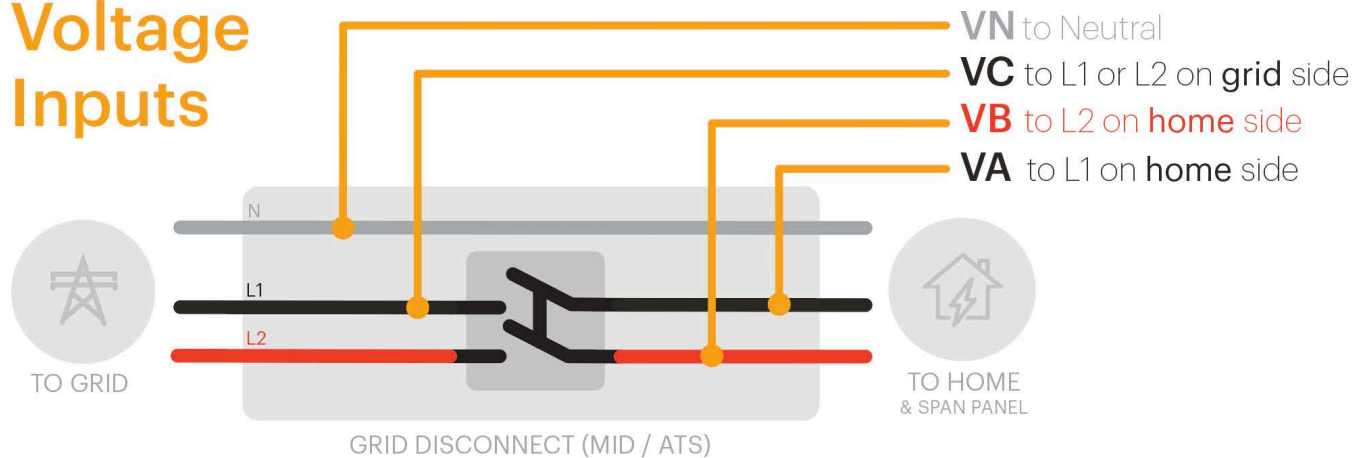 Voltage
Inputs
VN to Neutral
VC to L1 or L2 on grid side
VB to L2 on home side
VA to L1 on home side
N
L1
L2
TO GRID
TO HOME
& SPAN PANEL
GRID DISCONNECT (MID / ATS)